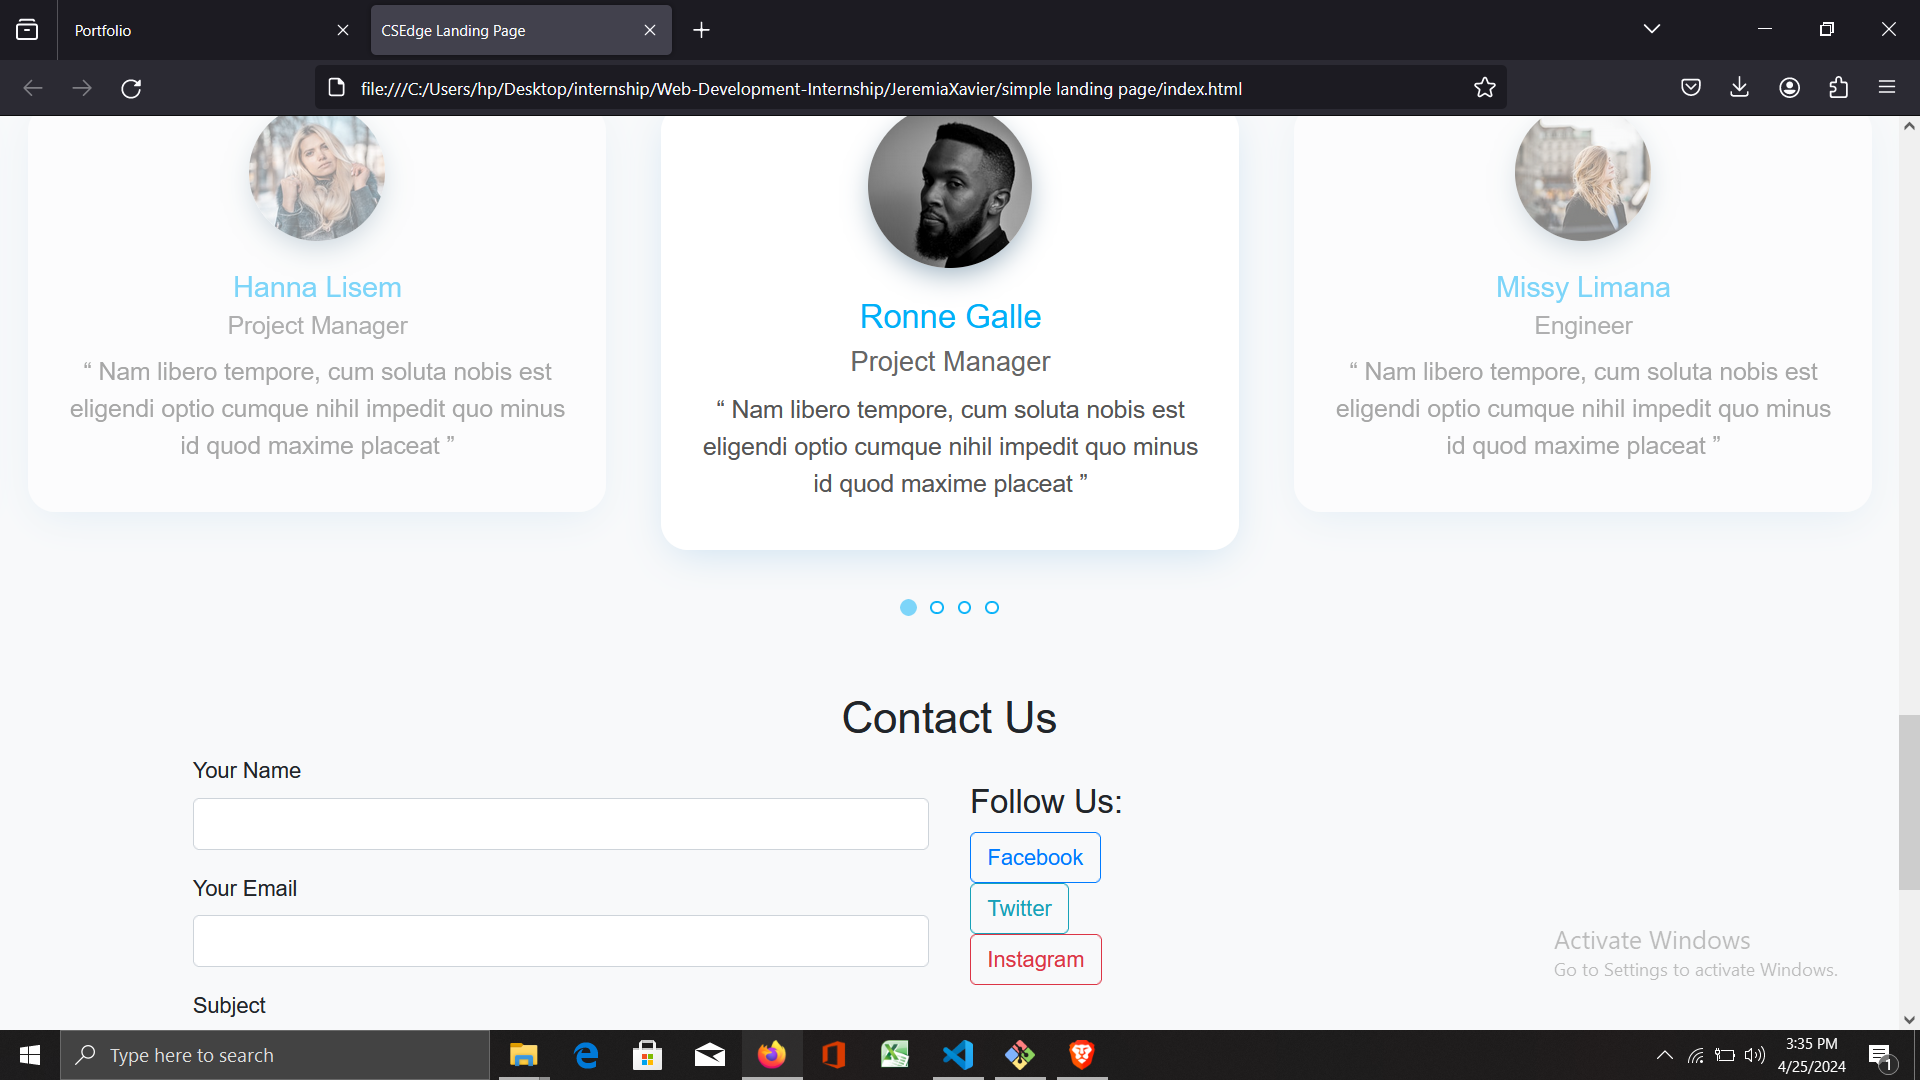 Portfolio
CSEdge Landing Page
file:///C:/Users/hp/Desktop/internship/Web-Development-Internship/JeremiaXavier/simple landing page/index.html
Hanna Lisem
Project Manager
“ Nam libero tempore, cum soluta nobis est
eligendi optio cumque nihil impedit quo minus
id quod maxime placeat ”
Ronne Galle
Project Manager
“ Nam libero tempore, cum soluta nobis est
eligendi optio cumque nihil impedit quo minus
id quod maxime placeat ”
Missy Limana
Engineer
“ Nam libero tempore, cum soluta nobis est
eligendi optio cumque nihil impedit quo minus
id quod maxime placeat ”
Contact Us
Your Name
Your Email
Subject
Follow Us:
Facebook
Twitter
Instagram
Activate Windows
Go to Settings to activate Windows.
Type here to search
3:35 PM
4/25/2024
1